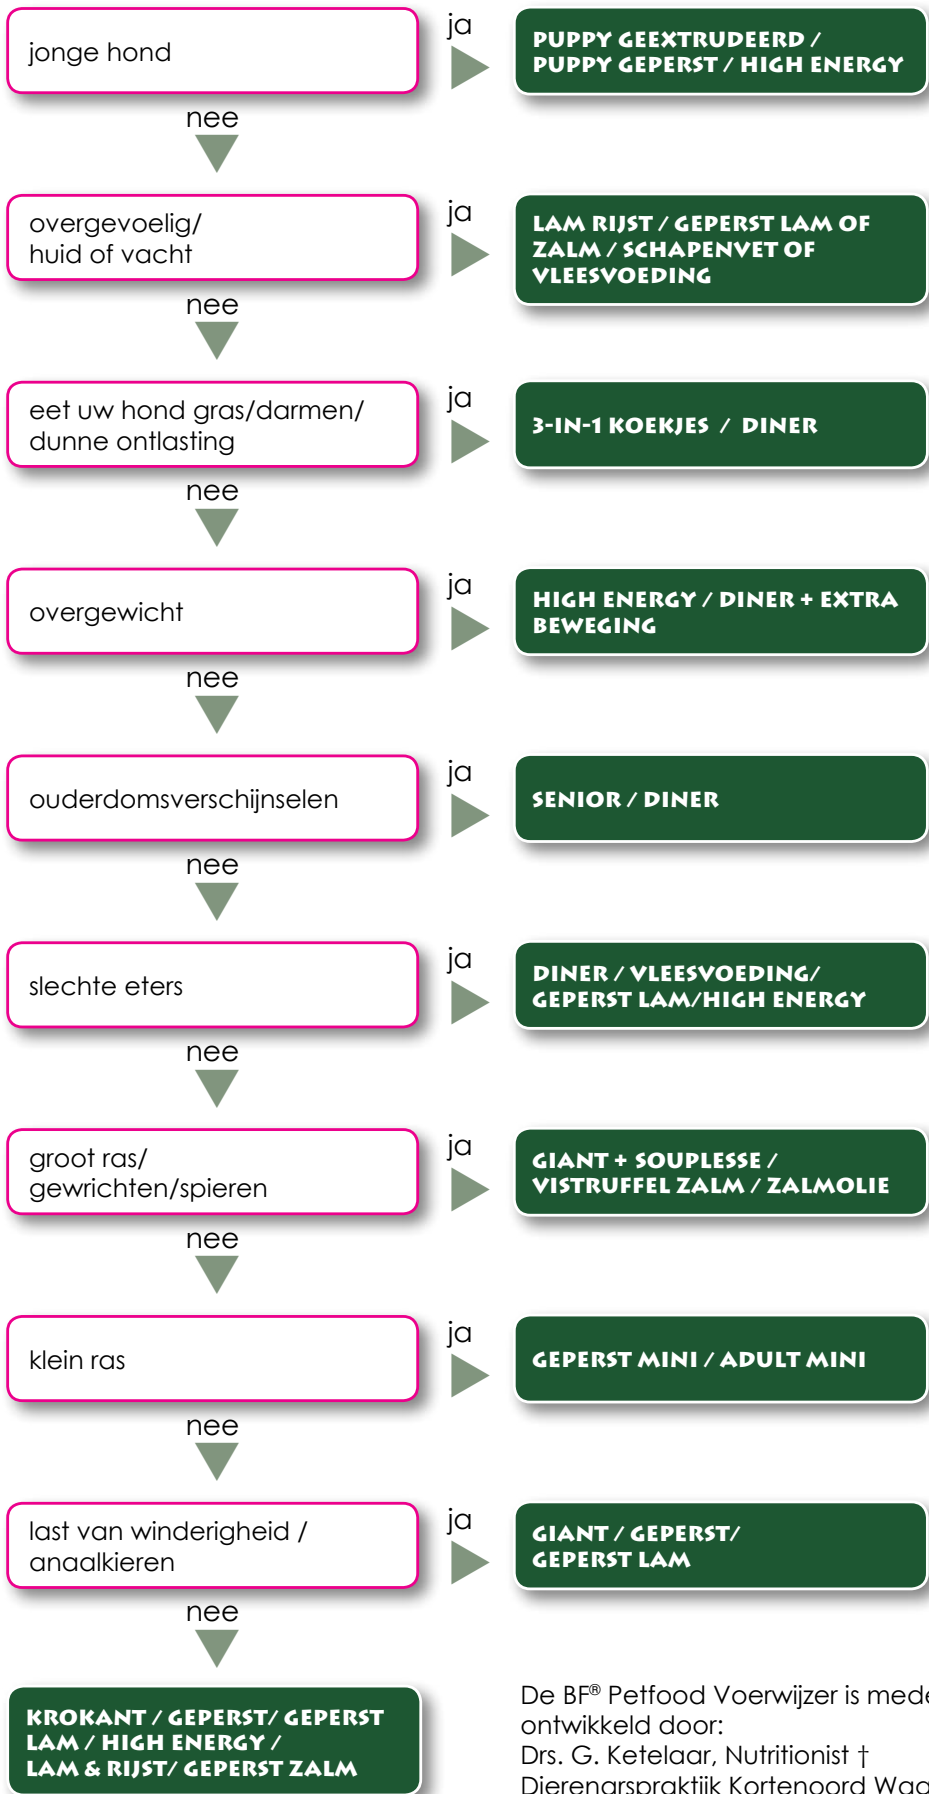 jonge hond
ja
PUPPY GEEXTRUDEERD /
PUPPY GEPERST / HIGH ENERGY
nee
overgevoelig/
huid of vacht
ja
LAM RIJST / GEPERST LAM OF
ZALM / SCHAPENVET OF
VLEESVOEDING
nee
eet uw hond gras/darmen/
dunne ontlasting
ja
3-IN-1 KOEKJES / DINER
nee
overgewicht
ja
HIGH ENERGY / DINER + EXTRA
BEWEGING
nee
ouderdomsverschijnselen
ja
SENIOR / DINER
nee
slechte eters
ja
DINER / VLEESVOEDING/
GEPERST LAM/HIGH ENERGY
nee
groot ras/
gewrichten/spieren
ja
GIANT + SOUPLESSE /
VISTRUFFEL ZALM / ZALMOLIE
nee
klein ras
ja
GEPERST MINI / ADULT MINI
nee
last van winderigheid /
anaalkieren
ja
GIANT / GEPERST/
GEPERST LAM
nee
KROKANT / GEPERST/ GEPERST
LAM / HIGH ENERGY /
LAM & RIJST/ GEPERST ZALM
De BF® Petfood Voerwijzer is mede
ontwikkeld door:
Drs. G. Ketelaar, Nutritionist †
Dierenarspraktijk Kortenoord